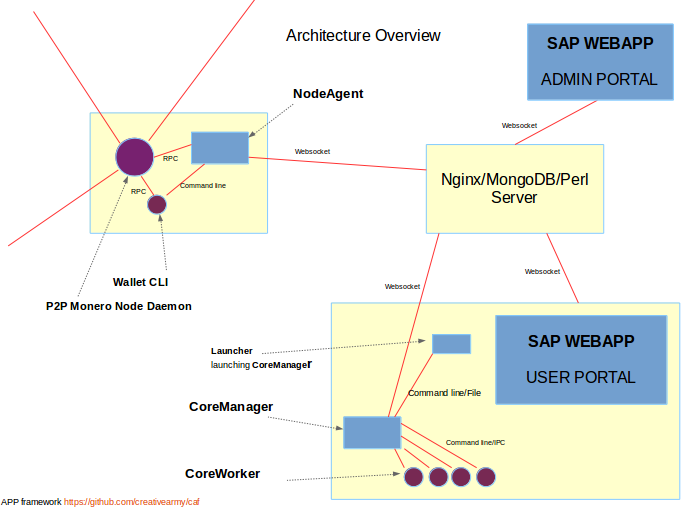 Architecture Overview
SAP WEBAPP
ADMIN PORTAL
NodeAgent
Websocket
Websocket
RPC
RPC
Command line
Nginx/MongoDB/Perl
Server
Wallet CLI
P2P Monero Node Daemon
Websocket
Websocket
SAP WEBAPP
USER PORTAL
Launcher
launching CoreManager
Command line/File
CoreManager
Command line/IPC
CoreWorker
APP framework https://github.com/creativearmy/caf